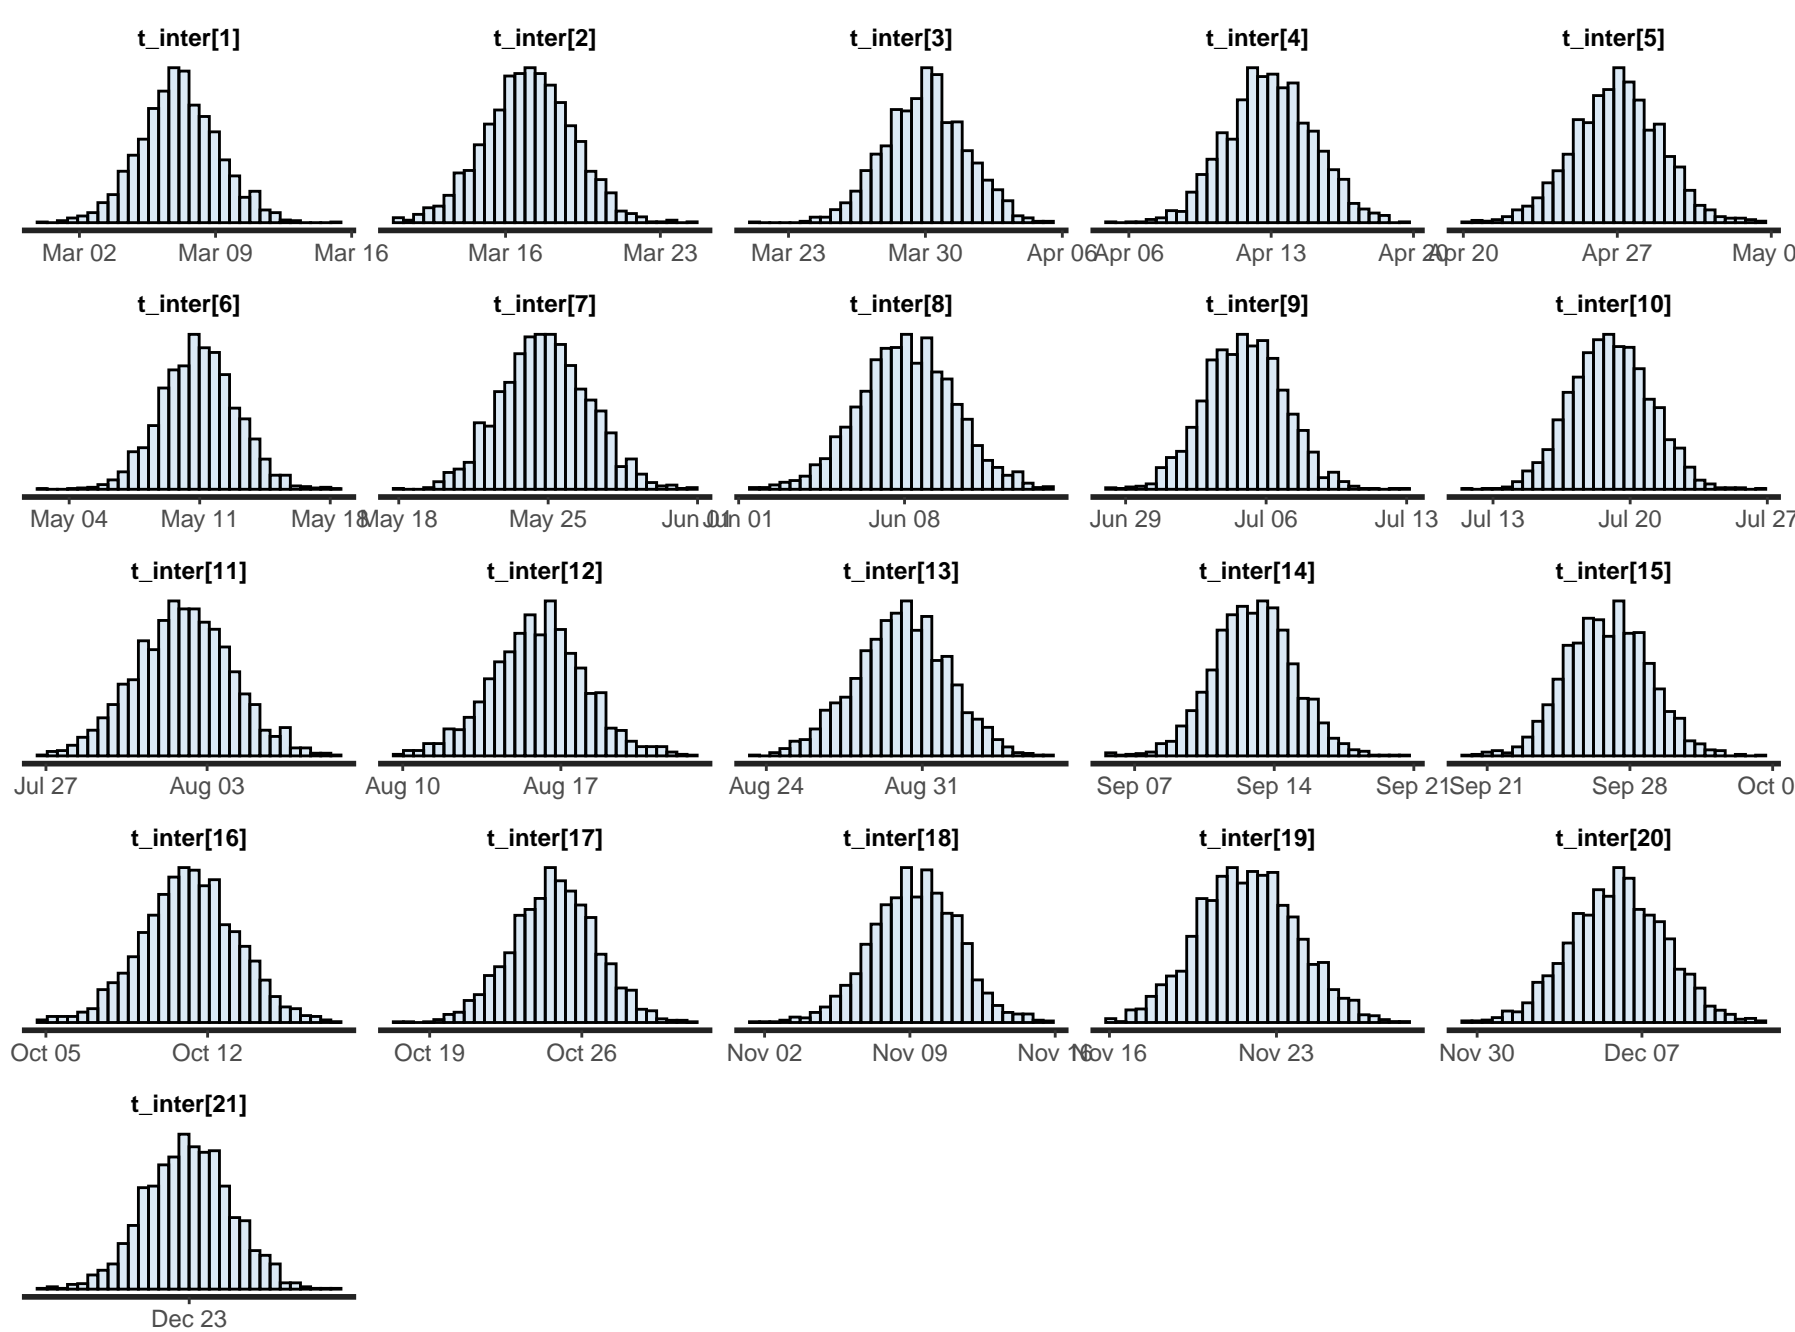 t_inter[1] t_inter[2] t_inter[3] t_inter[4] t_inter[5]
Mar 02 Mar 09 Mar 16 Mar 16 Mar 23 Mar 23 Mar 30 Apr 06 Apr 06 Apr 13 Apr 20 Apr 20 Apr 27 May 0
t_inter[6] t_inter[7] t_inter[8] t_inter[9] t_inter[10]
May 04 May 11 May 18 May 18 May 25 Jun 01 Jun 01 Jun 08 Jun 29 Jul 06 Jul 13 Jul 13 Jul 20 Jul 27
t_inter[11] t_inter[12] t_inter[13] t_inter[14] t_inter[15]
Jul 27 Aug 03 Aug 10 Aug 17 Aug 24 Aug 31 Sep 07 Sep 14 Sep 21 Sep 21 Sep 28 Oct 0
t_inter[16] t_inter[17] t_inter[18] t_inter[19] t_inter[20]
Oct 05 Oct 12 Oct 19 Oct 26 Nov 02 Nov 09 Nov 16 Nov 16 Nov 23 Nov 30 Dec 07
t_inter[21]
Dec 23